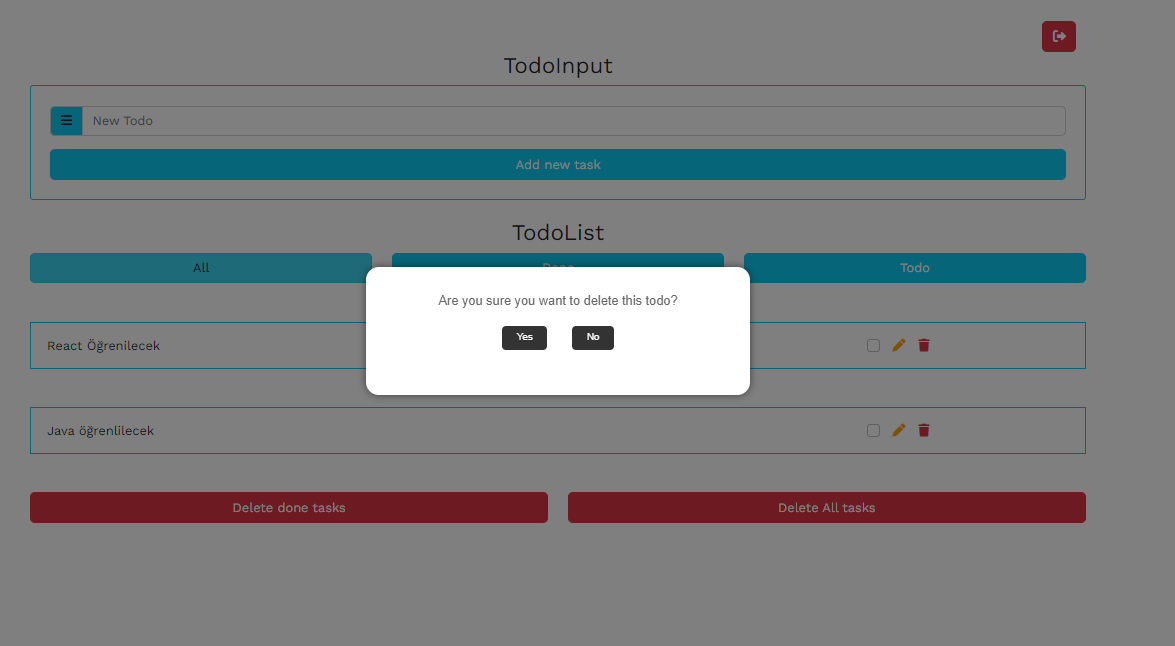 TodoInput
New Todo
Add new task
TodoList
All
Todo
Are you sure you want to delete this todo?
Yes No
React Öğrenilecek
Java öğrenlilecek
Delete done tasks Delete All tasks